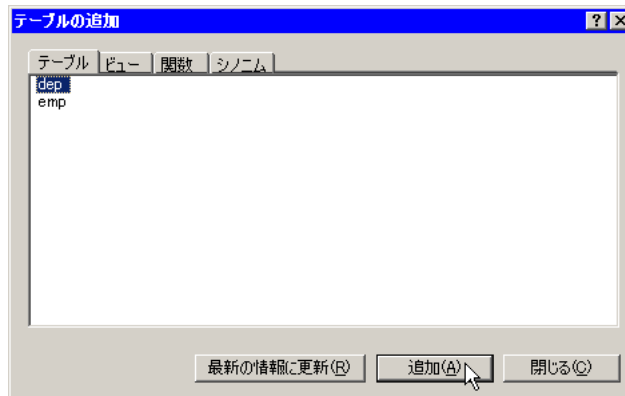 テーブルの追加
テーブル ビュー 関数 シノニム
dep
emp
最新の情報に更新(R) 追加(A) 閉じる(C)